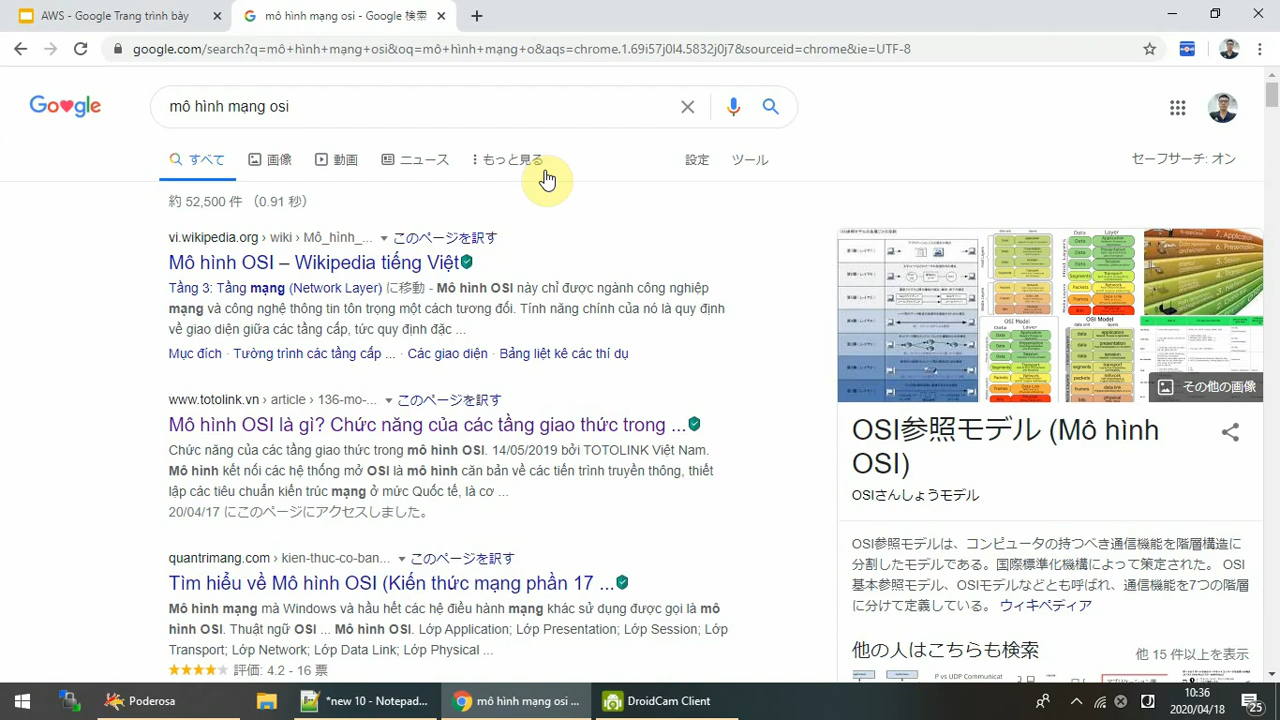 AWS - Google Trang trình bày
mô hình mạng osi - Google 検索
google.com/search?q=mô+hình+mạng+osi&oq=mô+hình+mạng+o&aqs=chrome.1.69i57j0l4.5832j0j7&sourceid=chrome&ie=UTF-8
mô hình mạng osi
すべて 画像 動画 ニュース もっと見る 設定 ツール
セーフサーチ: オン
約 52,500 件 （0.91 秒）
vi.wikipedia.org › wiki › Mô_hình_... このページを訳す
Mô hình OSI – Wikipedia tiếng Việt
Tầng 3: Tầng mạng (Network Layer) に移動 - Mô hình OSI này chỉ được ngành công nghiệp
mạng và công nghệ thông tin tôn trọng một cách tương đối. Tính năng chính của nó là quy định
về giao diện giữa các tầng cấp, tức quy định đặc ...
Mục đích · Tường trình các tầng cấp ... · Các giao diện · Bảng liệt kê các thí dụ
www.totolink.vn › article › 399-mo-... このページを訳す
Mô hình OSI là gì? Chức năng của các tầng giao thức trong ...
Chức năng của các tầng giao thức trong mô hình OSI. 14/05/2019 bởi TOTOLINK Việt Nam.
Mô hình kết nối các hệ thống mở OSI là mô hình căn bản về các tiến trình truyền thông, thiết
lập các tiêu chuẩn kiến trúc mạng ở mức Quốc tế, là cơ ...
20/04/17 にこのページにアクセスしました。
quantrimang.com › kien-thuc-co-ban... このページを訳す
Tìm hiểu về Mô hình OSI (Kiến thức mạng phần 17 ...
Mô hình mạng mà Windows và hầu hết các hệ điều hành mạng khác sử dụng được gọi là mô
hình OSI. Thuật ngữ OSI ... Mô hình OSI. Lớp Application; Lớp Presentation; Lớp Session; Lớp
Transport; Lớp Network; Lớp Data Link; Lớp Physical ...
評価: 4.2 - 16 票
その他の画像
OSI参照モデル (Mô hình
OSI)
OSIさんしょうモデル
OSI参照モデルは、コンピュータの持つべき通信機能を階層構造に
分割したモデルである。国際標準化機構によって策定された。 OSI
基本参照モデル、OSIモデルなどとも呼ばれ、通信機能を7つの階層
に分けて定義している。 ウィキペディア
他の人はこちらも検索
他 15 件以上を表示
Poderosa
*new 10 - Notepad...
mô hình mạng osi ...
DroidCam Client
10:36
2020/04/18
25